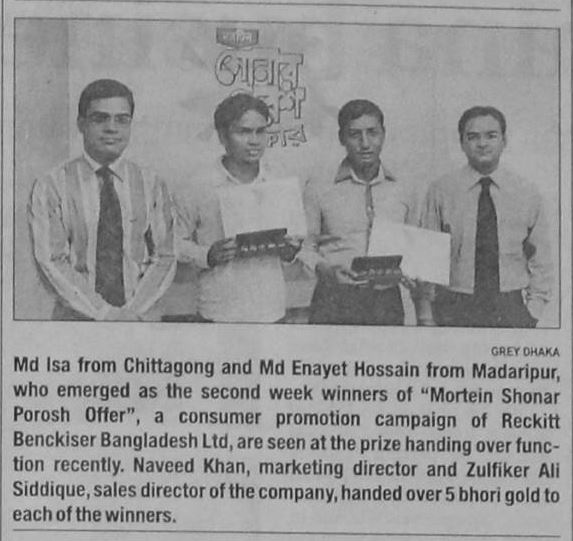 সোনার
পরশ
অফার
GREY DHAKA
Md Isa from Chittagong and Md Enayet Hossain from Madaripur,
who emerged as the second week winners of “Mortein Shonar
Porosh Offer”, a consumer promotion campaign of Reckitt
Benckiser Bangladesh Ltd, are seen at the prize handing over func-
tion recently. Naveed Khan, marketing director and Zulfiker Ali
Siddique, sales director of the company, handed over 5 bhori gold to
each of the winners.